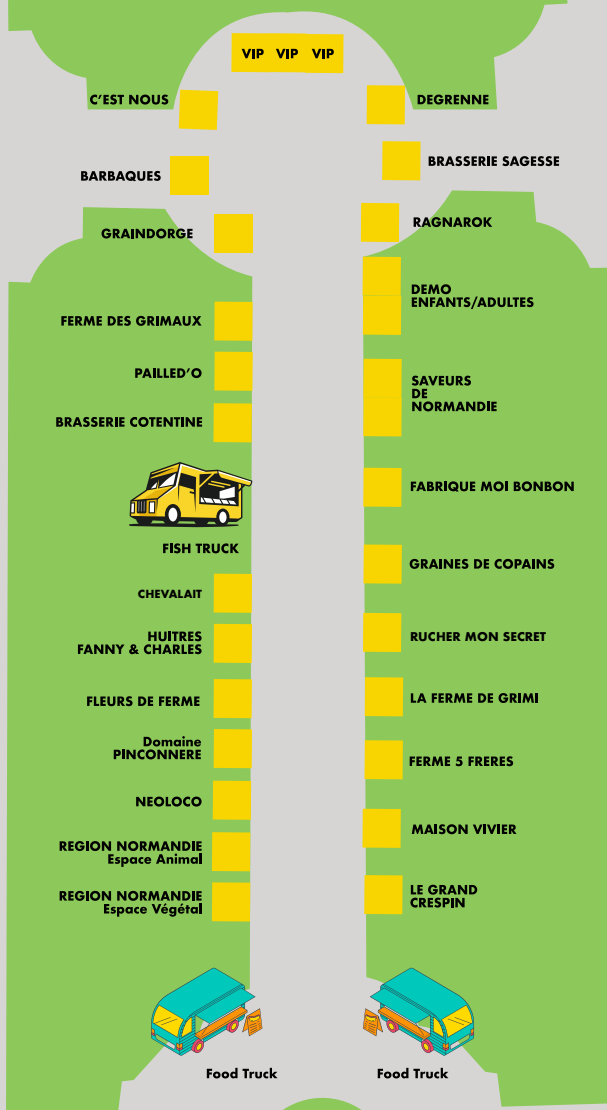 VIP VIP VIP
C'EST NOUS
DEGRENNE
BARBAQUES
BRASSERIE SAGESSE
GRAINDORGE
RAGNAROK
DEMO
ENFANTS/ADULTES
FERME DES GRIMAUX
PAILLED'O
SAVEURS
DE
NORMANDIE
BRASSERIE COTENTINE
FABRIQUE MOI BONBON
FISH TRUCK
GRAINES DE COPAINS
CHEVALAIT
HUITRES
FANNY & CHARLES
RUCHER MON SECRET
FLEURS DE FERME
LA FERME DE GRIMI
Domaine
PINCONNERE
FERME 5 FRERES
NEOLOCO
MAISON VIVIER
REGION NORMANDIE
Espace Animal
REGION NORMANDIE
Espace Végétal
LE GRAND
CRESPIN
Food Truck
Food Truck